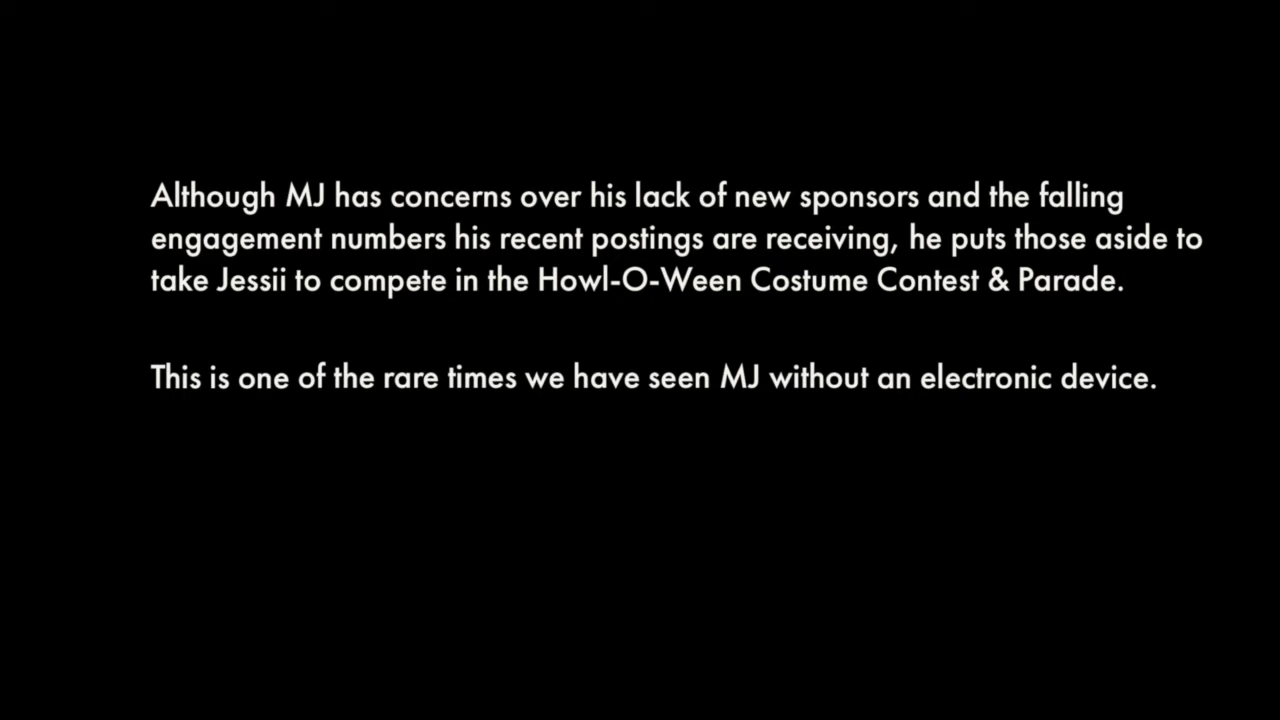 Although MJ has concerns over his lack of new sponsors and the falling
engagement numbers his recent postings are receiving, he puts those aside to
take Jessii to compete in the Howl-O-Ween Costume Contest & Parade.
This is one of the rare times we have seen MJ without an electronic device.